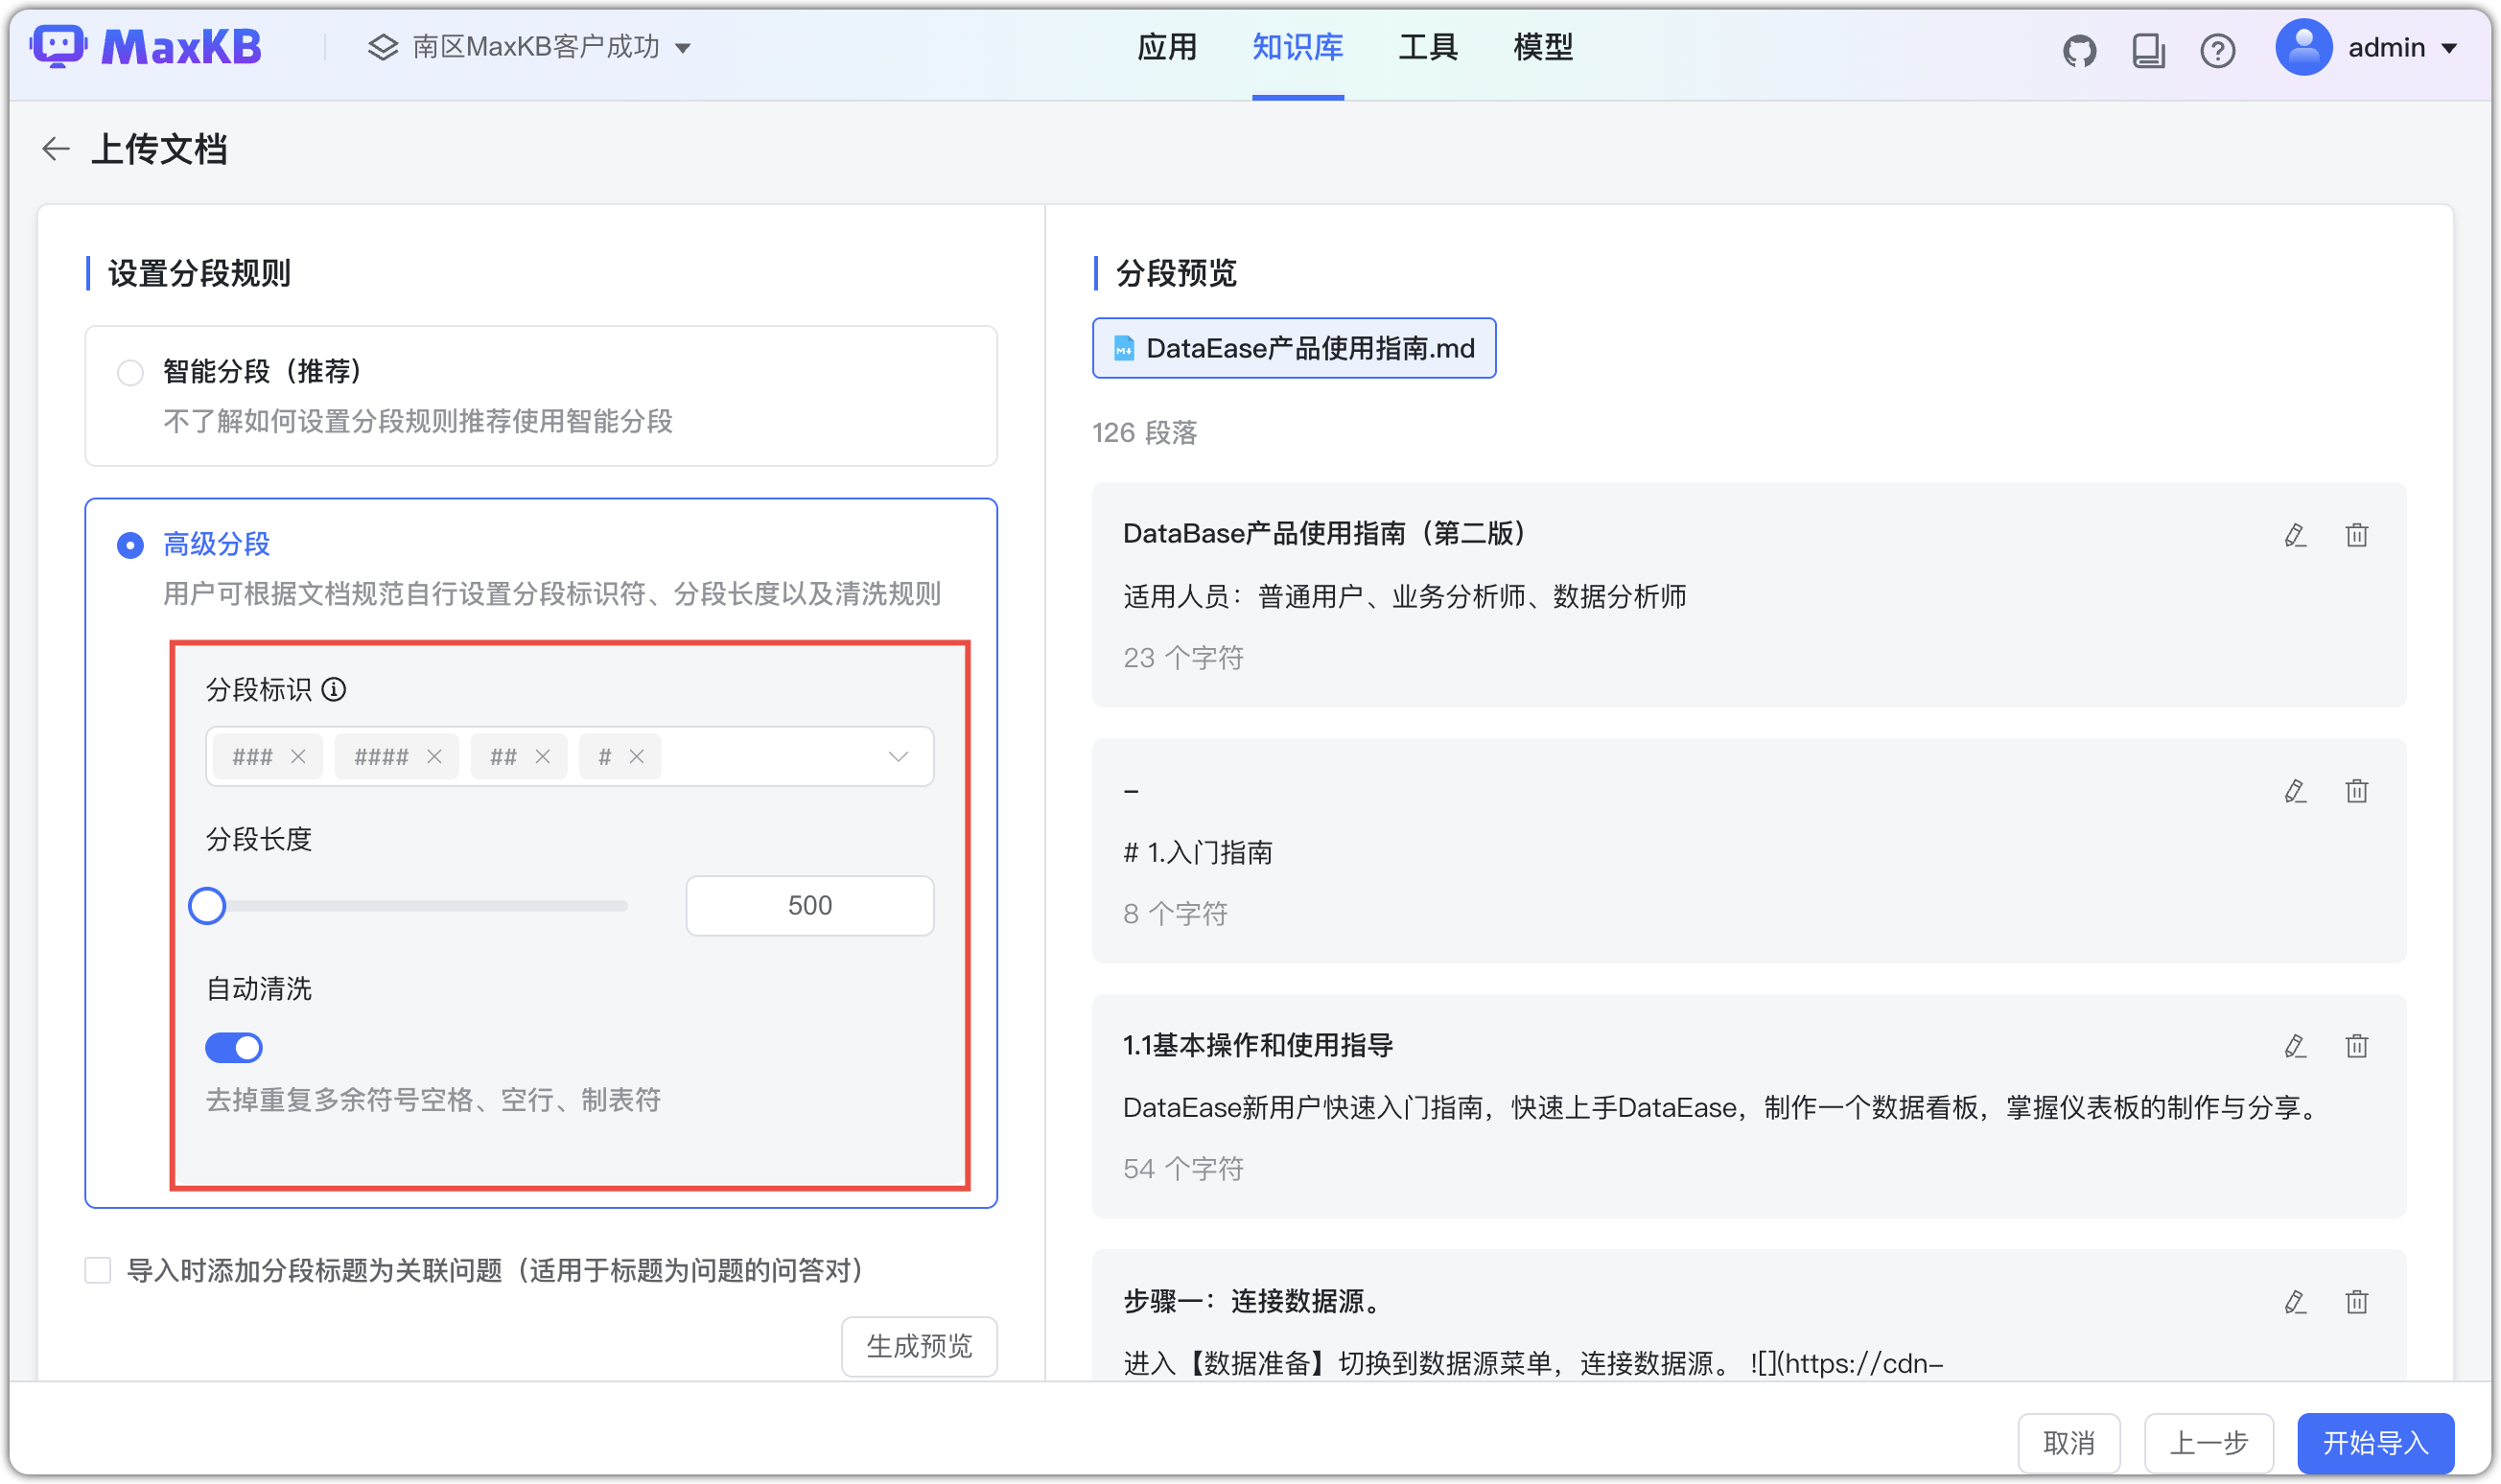 MaxKB
南区MaxKB客户成功
应用 知识库 工具 模型
admin
上传文档
设置分段规则
智能分段（推荐）
不了解如何设置分段规则推荐使用智能分段
高级分段
用户可根据文档规范自行设置分段标识符、分段长度以及清洗规则
分段标识
### #### ## #
分段长度
500
自动清洗
去掉重复多余符号空格、空行、制表符
导入时添加分段标题为关联问题（适用于标题为问题的问答对）
生成预览
分段预览
DataEase产品使用指南.md
126 段落
DataBase产品使用指南（第二版）
适用人员：普通用户、业务分析师、数据分析师
23 个字符
-
# 1.入门指南
8 个字符
1.1基本操作和使用指导
DataEase新用户快速入门指南，快速上手DataEase，制作一个数据看板，掌握仪表板的制作与分享。
54 个字符
步骤一：连接数据源。
进入【数据准备】切换到数据源菜单，连接数据源。 ![](https://cdn-
取消 上一步 开始导入